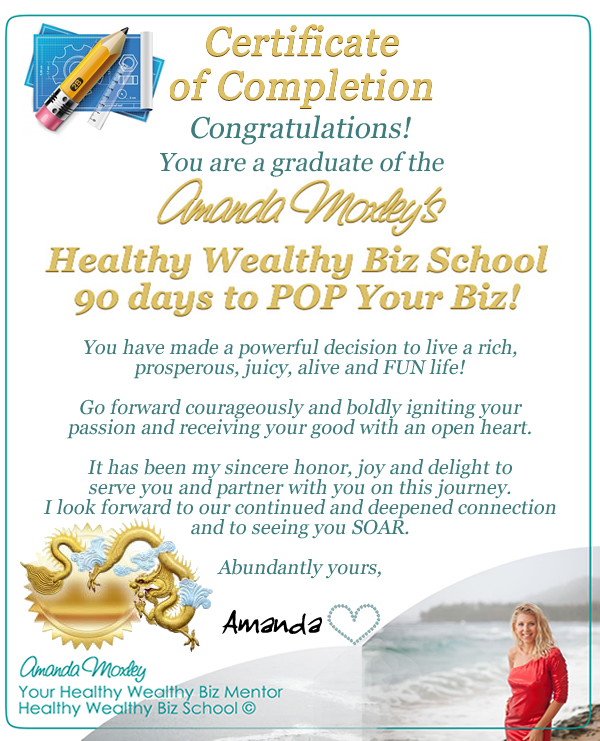 Certificate
of Completion
Congratulations!
You are a graduate of the
Amanda Moxley's
Healthy Wealthy Biz School
90 days to POP Your Biz!
You have made a powerful decision to live a rich,
prosperous, juicy, alive and FUN life!
Go forward courageously and boldly igniting your
passion and receiving your good with an open heart.
It has been my sincere honor, joy and delight to
serve you and partner with you on this journey.
I look forward to our continued and deepened connection
and to seeing you SOAR.
Abundantly yours,
Amanda
Amanda Moxley
Your Healthy Wealthy Biz Mentor
Healthy Wealthy Biz School ©
2B